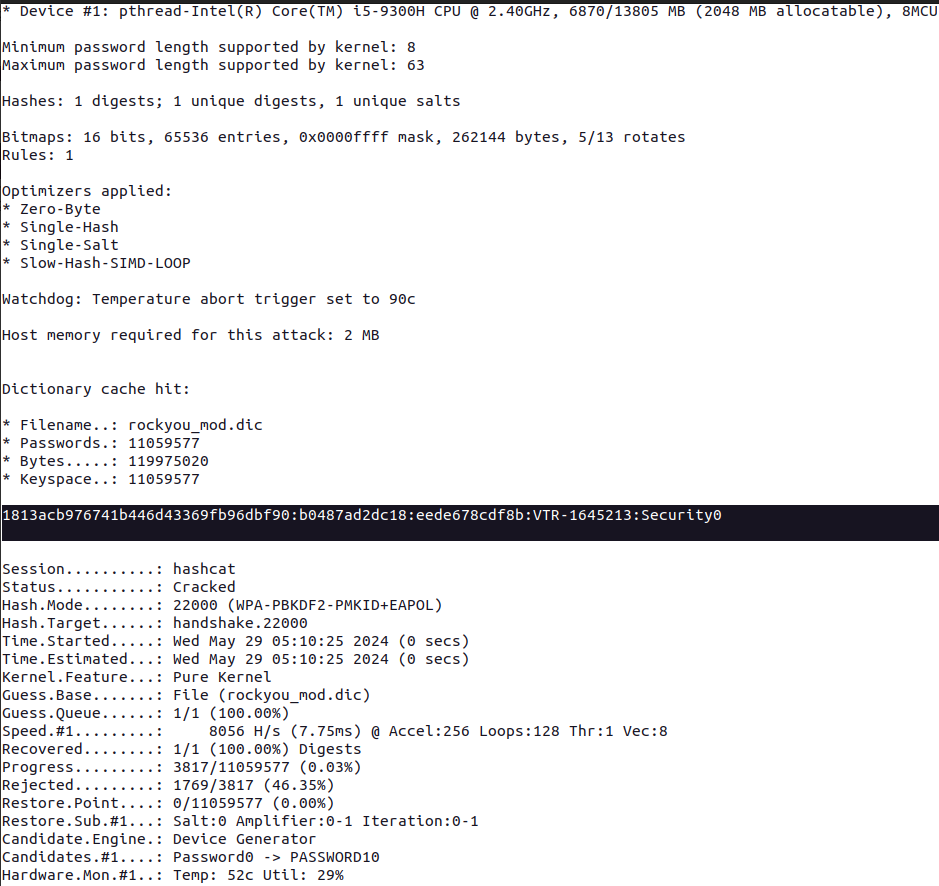 * Device #1: pthread-Intel(R) Core(TM) i5-9300H CPU @ 2.40GHz, 6870/13805 MB (2048 MB allocatable), 8MCU
Minimum password length supported by kernel: 8
Maximum password length supported by kernel: 63
Hashes: 1 digests; 1 unique digests, 1 unique salts
Bitmaps: 16 bits, 65536 entries, 0x0000ffff mask, 262144 bytes, 5/13 rotates
Rules: 1
Optimizers applied:
* Zero-Byte
* Single-Hash
* Single-Salt
* Slow-Hash-SIMD-LOOP
Watchdog: Temperature abort trigger set to 90c
Host memory required for this attack: 2 MB
Dictionary cache hit:
* Filename..: rockyou_mod.dic
* Passwords.: 11059577
* Bytes.....: 119975020
* Keyspace..: 11059577
1813acb976741b446d43369fb96dbf90:b0487ad2dc18:eede678cdf8b:VTR-1645213:Security0
Session..........: hashcat
Status...........: Cracked
Hash.Mode........: 22000 (WPA-PBKDF2-PMKID+EAPOL)
Hash.Target......: handshake.22000
Time.Started.....: Wed May 29 05:10:25 2024 (0 secs)
Time.Estimated...: Wed May 29 05:10:25 2024 (0 secs)
Kernel.Feature...: Pure Kernel
Guess.Base.......: File (rockyou_mod.dic)
Guess.Queue......: 1/1 (100.00%)
Speed.#1.........:     8056 H/s (7.75ms) @ Accel:256 Loops:128 Thr:1 Vec:8
Recovered........: 1/1 (100.00%) Digests
Progress.........: 3817/11059577 (0.03%)
Rejected.........: 1769/3817 (46.35%)
Restore.Point....: 0/11059577 (0.00%)
Restore.Sub.#1...: Salt:0 Amplifier:0-1 Iteration:0-1
Candidate.Engine.: Device Generator
Candidates.#1....: Password0 -> PASSWORD10
Hardware.Mon.#1..: Temp: 52c Util: 29%